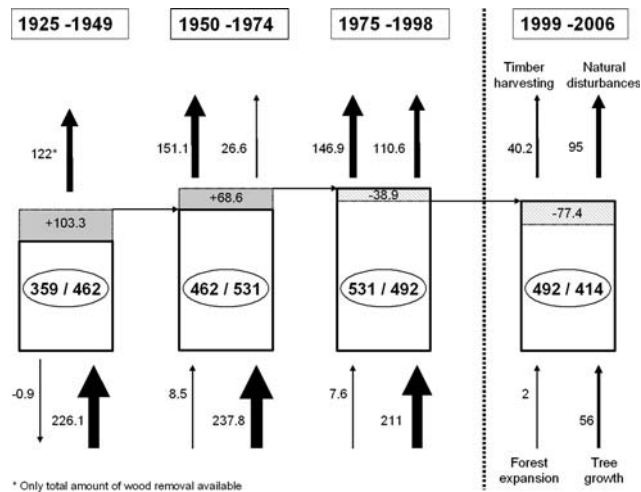 1925 -1949 1950 -1974 1975 -1998 1999 -2006
Timber harvesting Natural disturbances
122* 151.1 26.6 146.9 110.6 40.2 95
+103.3 +68.6 -38.9 -77.4
359 / 462 462 / 531 531 / 492 492 / 414
-0.9 226.1 8.5 237.8 7.6 211 2 56
Forest expansion Tree growth
* Only total amount of wood removal available